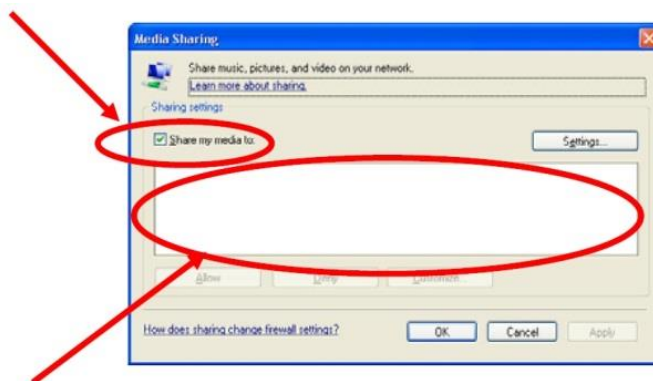 Media Sharing
Share music, pictures, and video on your network.
Learn more about sharing.
Sharing settings
Share my media to:
Settings...
Allow
Deny
Customize...
How does sharing change firewall settings?
OK
Cancel
Apply